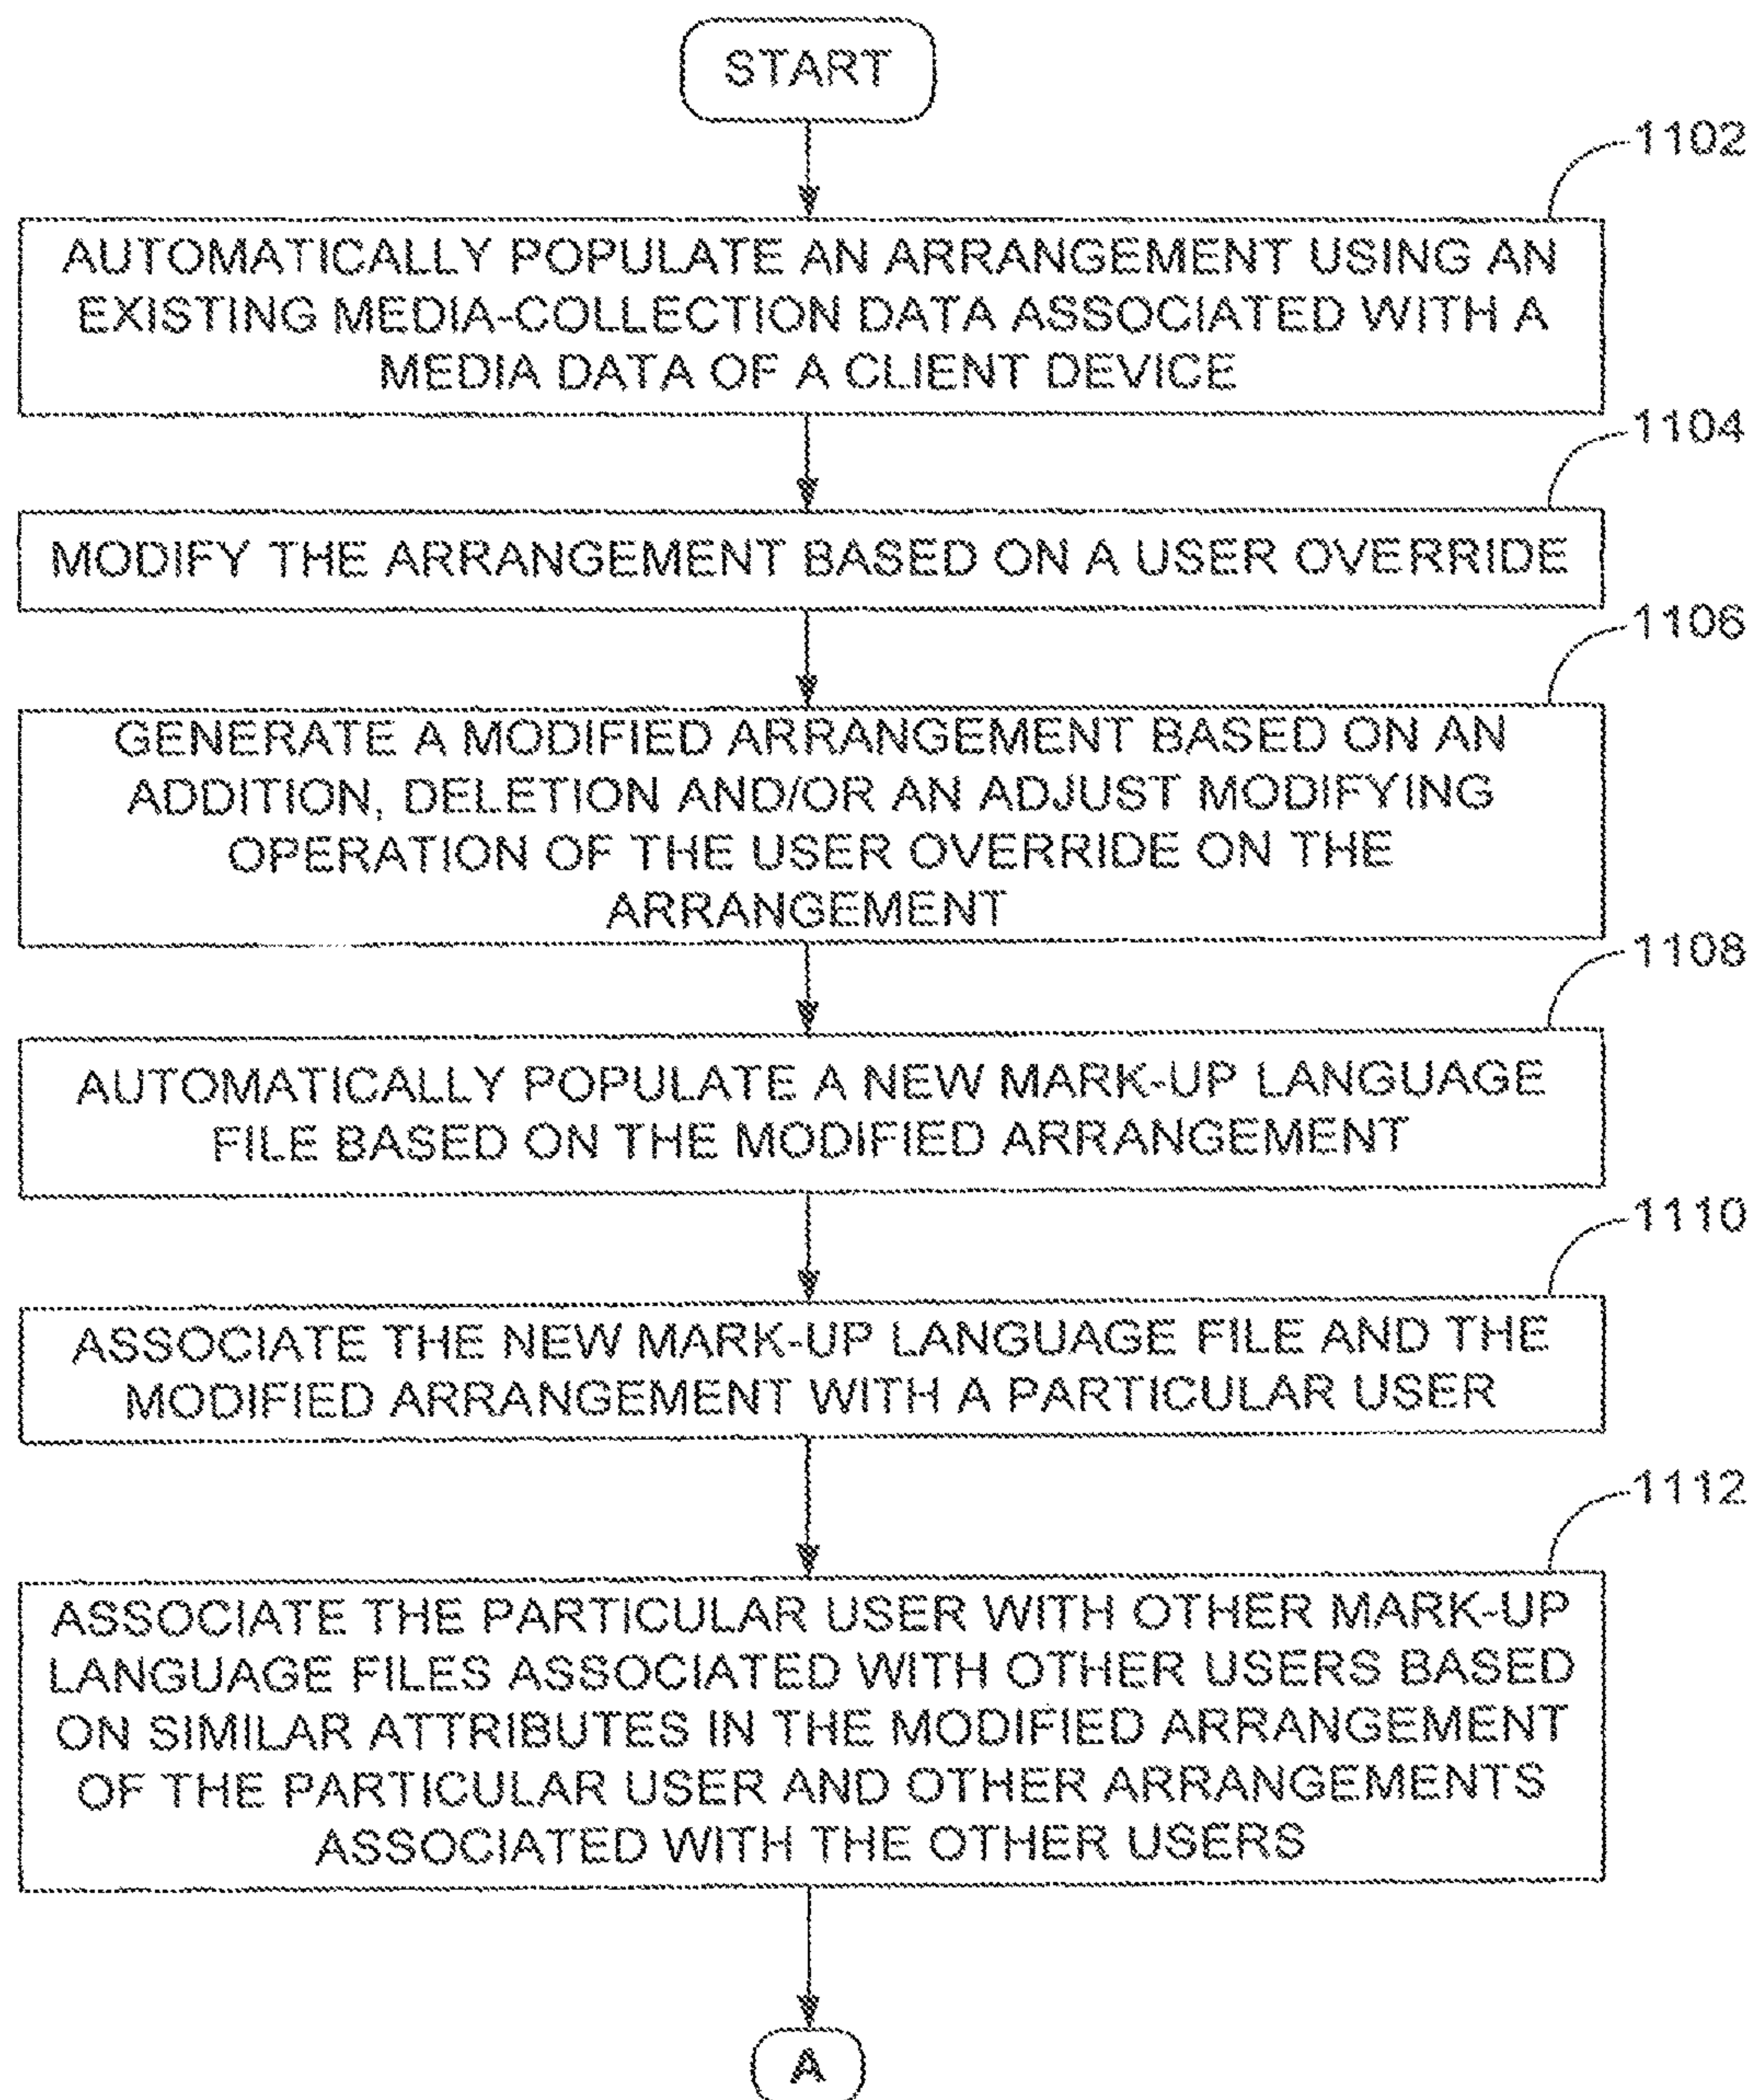 START
1102
AUTOMATICALLY POPULATE AN ARRANGEMENT USING AN
EXISTING MEDIA-COLLECTION DATA ASSOCIATED WITH A
MEDIA DATA OF A CLIENT DEVICE
1104
MODIFY THE ARRANGEMENT BASED ON A USER OVERRIDE
1106
GENERATE A MODIFIED ARRANGEMENT BASED ON AN
ADDITION, DELETION AND/OR AN ADJUST MODIFYING
OPERATION OF THE USER OVERRIDE ON THE
ARRANGEMENT
1108
AUTOMATICALLY POPULATE A NEW MARK-UP LANGUAGE
FILE BASED ON THE MODIFIED ARRANGEMENT
1110
ASSOCIATE THE NEW MARK-UP LANGUAGE FILE AND THE
MODIFIED ARRANGEMENT WITH A PARTICULAR USER
1112
ASSOCIATE THE PARTICULAR USER WITH OTHER MARK-UP
LANGUAGE FILES ASSOCIATED WITH OTHER USERS BASED
ON SIMILAR ATTRIBUTES IN THE MODIFIED ARRANGEMENT
OF THE PARTICULAR USER AND OTHER ARRANGEMENTS
ASSOCIATED WITH THE OTHER USERS
A